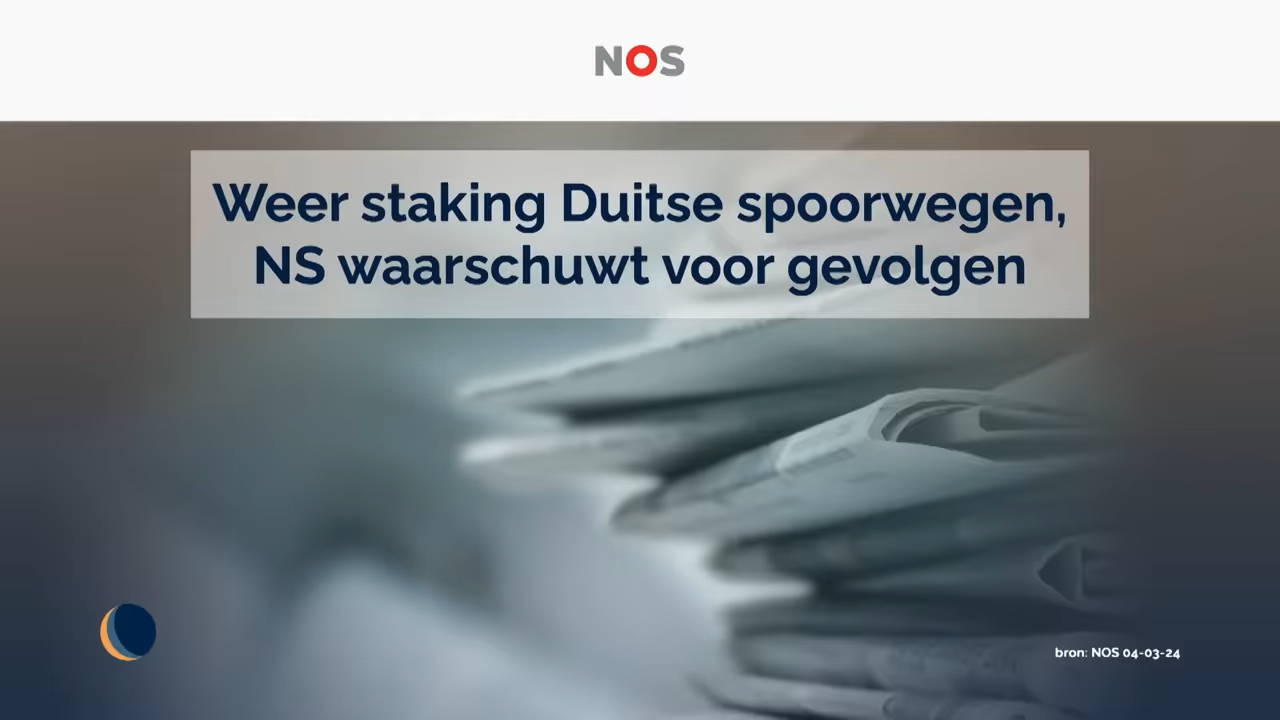 NOS
Weer staking Duitse spoorwegen,
NS waarschuwt voor gevolgen
bron: NOS 04-03-24